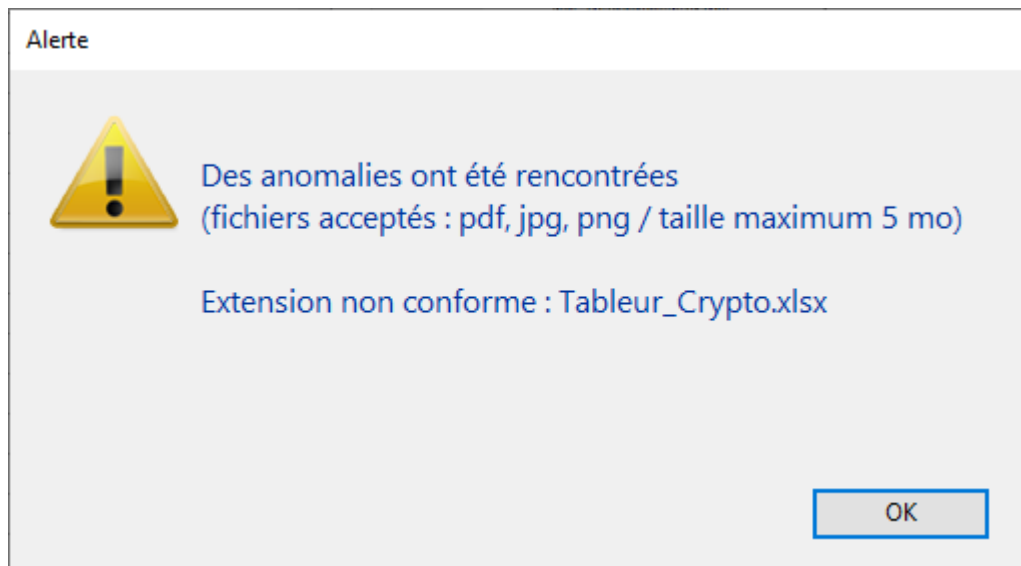 Alerte
Des anomalies ont été rencontrées
(fichiers acceptés : pdf, jpg, png / taille maximum 5 mo)
Extension non conforme : Tableur_Crypto.xlsx
OK